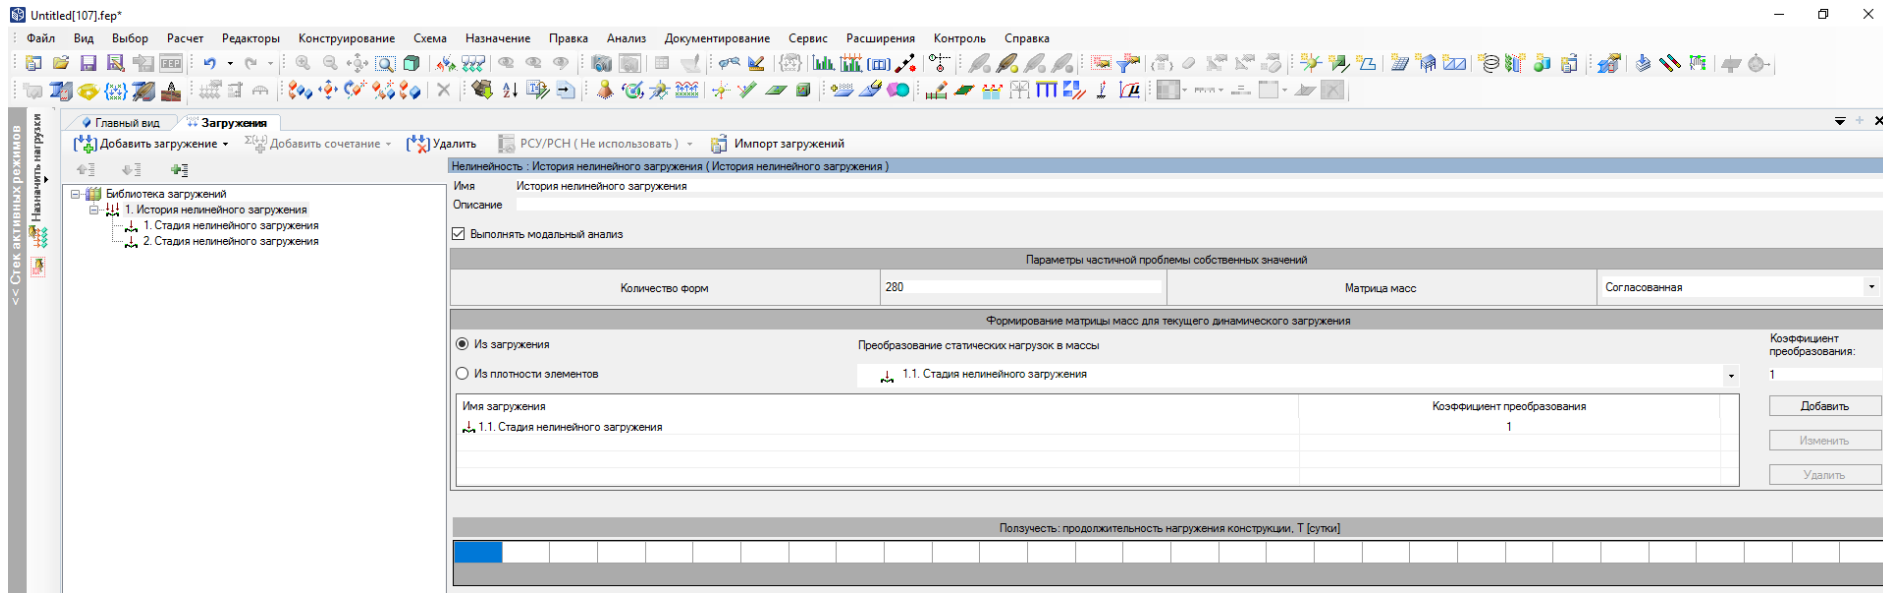 Untitled[107].fep*
Файл Вид Выбор Расчет Редакторы Конструирование Схема Назначение Правка Анализ Документирование Сервис Расширения Контроль Справка
<< Стек активных режимов
Назначить нагрузки
Главный вид Загружения
Добавить загружение Добавить сочетание Удалить РСУ/РСН ( Не использовать ) Импорт загружений
Библиотека загружений
1. История нелинейного загружения
1. Стадия нелинейного загружения
2. Стадия нелинейного загружения
Нелинейность : История нелинейного загружения ( История нелинейного загружения )
Имя История нелинейного загружения
Описание
Выполнять модальный анализ
Параметры частичной проблемы собственных значений
Количество форм 280 Матрица масс Согласованная
Формирование матрицы масс для текущего динамического загружения
Из загружения Преобразование статических нагрузок в массы
Коэффициент
преобразования:
Из плотности элементов 1.1. Стадия нелинейного загружения 1
Имя загружения Коэффициент преобразования Добавить
1.1. Стадия нелинейного загружения 1
Изменить
Удалить
Ползучесть: продолжительность нагружения конструкции, T [сутки]